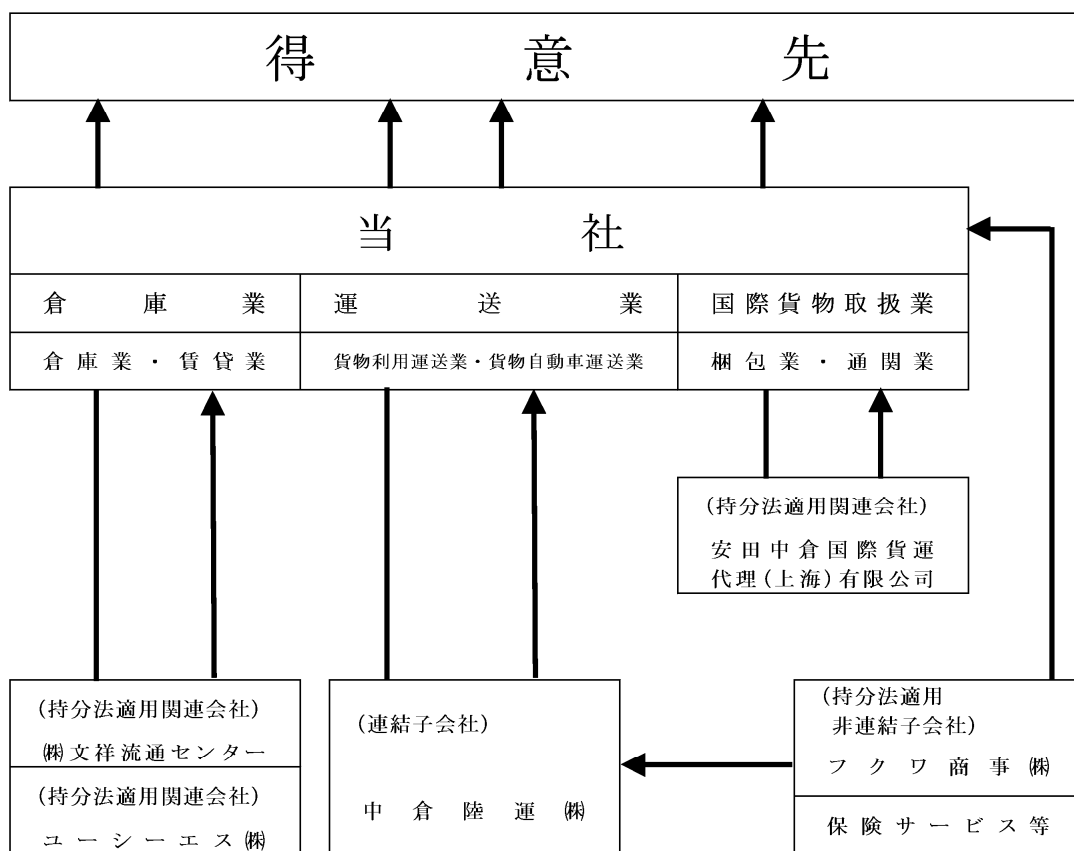 得意先
当社
倉庫業
運送業
国際貨物取扱業
倉庫業・賃貸業
貨物利用運送業・貨物自動車運送業
梱包業・通関業
(持分法適用関連会社)
安田中倉国際貨運
代理(上海)有限公司
(持分法適用関連会社)
㈱文祥流通センター
(持分法適用関連会社)
ユーシーエス㈱
(連結子会社)
中倉陸運㈱
(持分法適用
非連結子会社)
フクワ商事㈱
保険サービス等